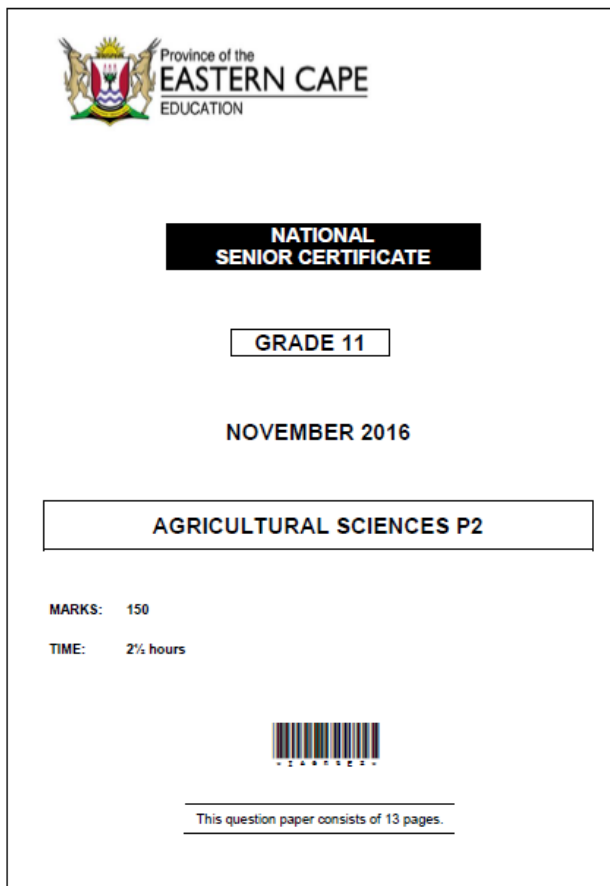 Province of the
EASTERN CAPE
EDUCATION
NATIONAL
SENIOR CERTIFICATE
GRADE 11
NOVEMBER 2016
AGRICULTURAL SCIENCES P2
MARKS: 150
TIME: 2½ hours
This question paper consists of 13 pages.